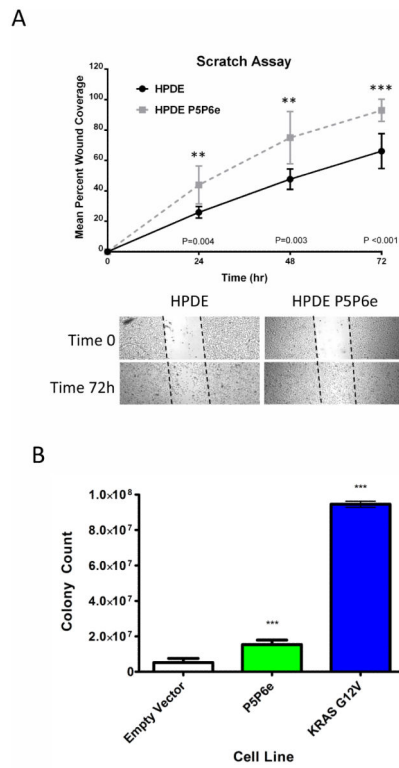 A
Scratch Assay
HPDE
HPDE P5P6e
Mean Percent Wound Coverage
120
100
80
60
40
20
0
** ** ***
P=0.004 P=0.003 P <0.001
0 24 48 72
Time (hr)
HPDE HPDE P5P6e
Time 0
Time 72h
B
Colony Count
1.0×10⁸
8.0×10⁷
6.0×10⁷
4.0×10⁷
2.0×10⁷
0
*** ***
Empty Vector P5P6e KRAS G12V
Cell Line